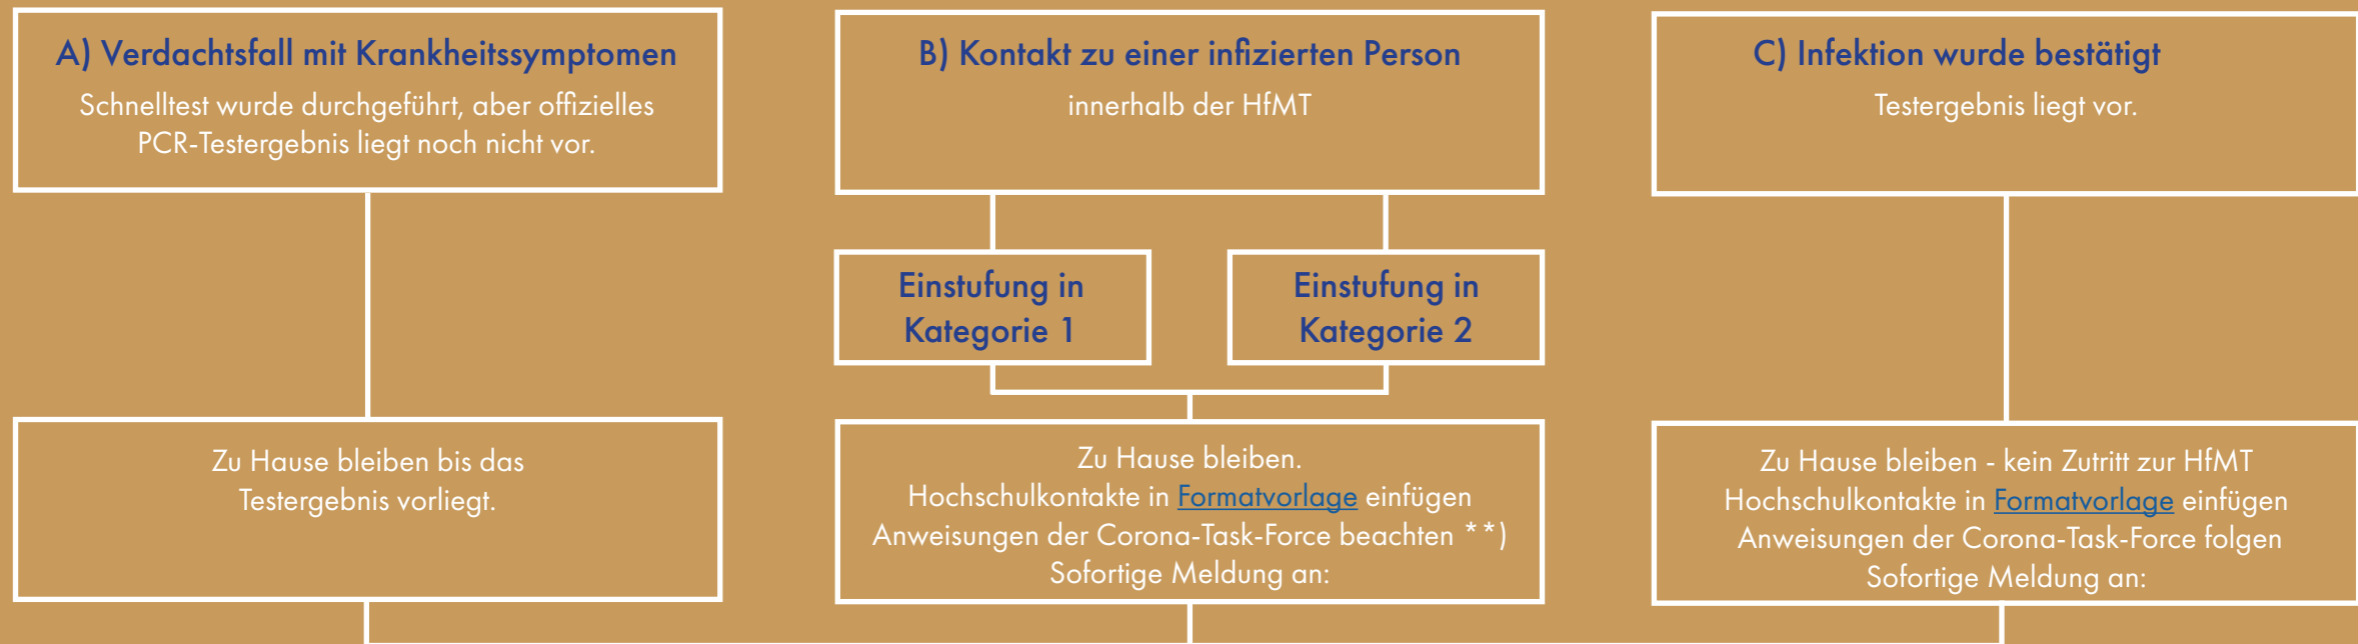 A) Verdachtsfall mit Krankheitssymptomen
Schnelltest wurde durchgeführt, aber offizielles
PCR-Testergebnis liegt noch nicht vor.
B) Kontakt zu einer infizierten Person
innerhalb der HfMT
C) Infektion wurde bestätigt
Testergebnis liegt vor.
Einstufung in
Kategorie 1
Einstufung in
Kategorie 2
Zu Hause bleiben bis das
Testergebnis vorliegt.
Zu Hause bleiben.
Hochschulkontakte in Formatvorlage einfügen
Anweisungen der Corona-Task-Force beachten **)
Sofortige Meldung an:
Zu Hause bleiben - kein Zutritt zur HfMT
Hochschulkontakte in Formatvorlage einfügen
Anweisungen der Corona-Task-Force folgen
Sofortige Meldung an: